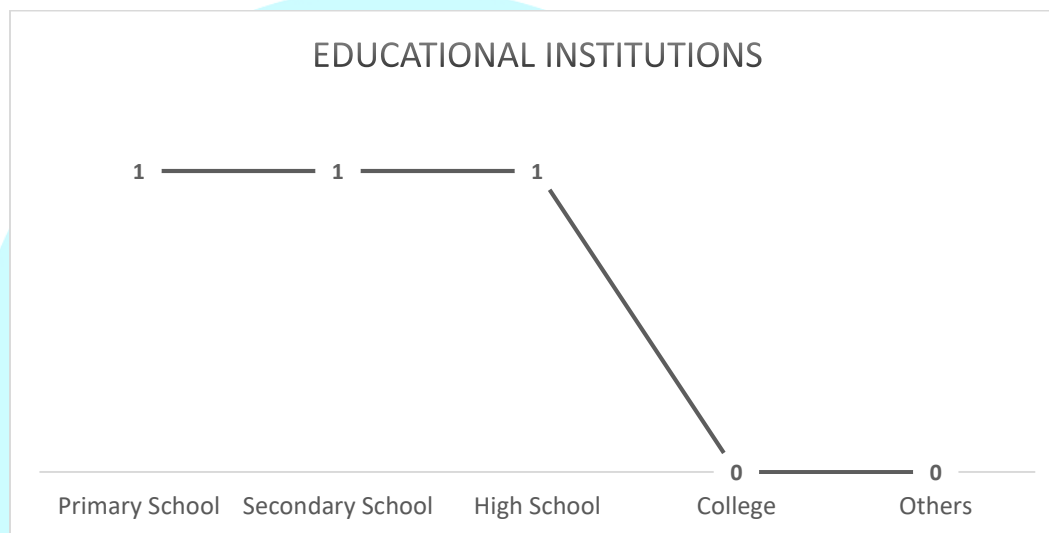 EDUCATIONAL INSTITUTIONS
1 1 1
0 0
Primary School Secondary School High School College Others